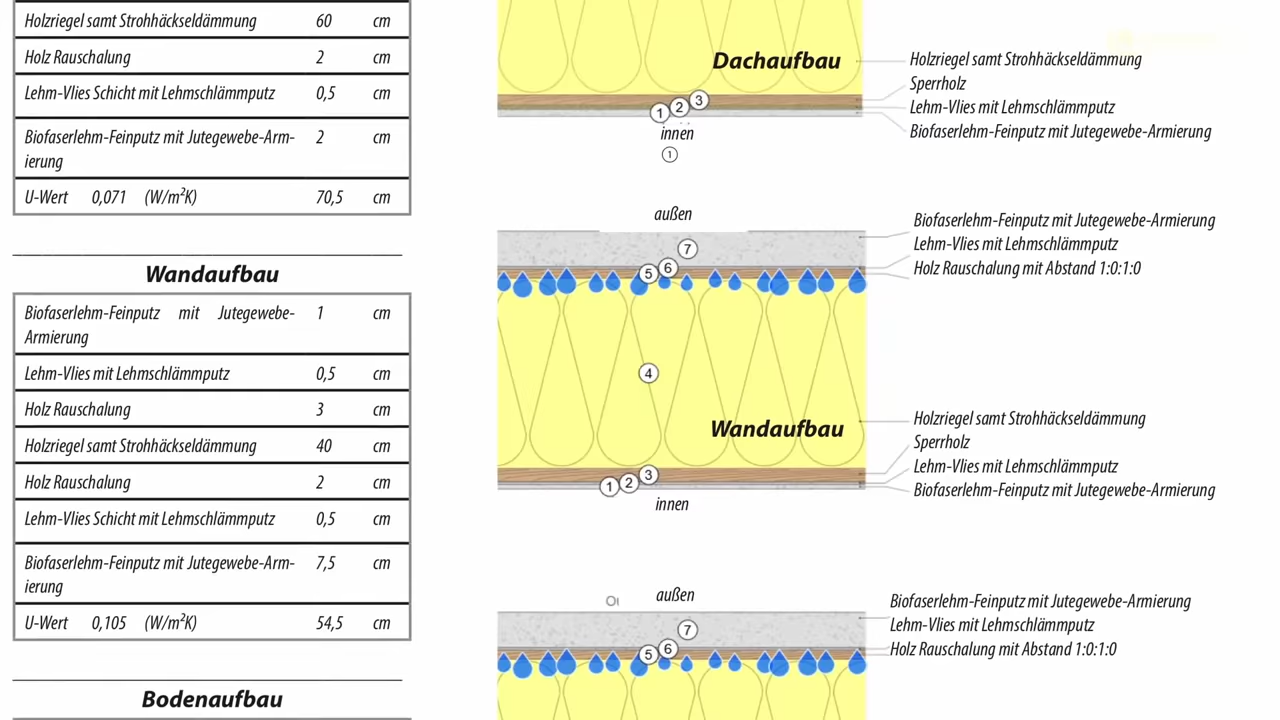 Holzriegel samt Strohhäckseldämmung 60 cm
Holz Rauschalung 2 cm
Lehm-Vlies Schicht mit Lehmschlämmputz 0,5 cm
Biofaserlehm-Feinputz mit Jutegewebe-Arm- 2 cm
ierung
U-Wert 0,071 (W/m²K) 70,5 cm
Wandaufbau
Biofaserlehm-Feinputz mit Jutegewebe- 1 cm
Armierung
Lehm-Vlies mit Lehmschlämmputz 0,5 cm
Holz Rauschalung 3 cm
Holzriegel samt Strohhäckseldämmung 40 cm
Holz Rauschalung 2 cm
Lehm-Vlies Schicht mit Lehmschlämmputz 0,5 cm
Biofaserlehm-Feinputz mit Jutegewebe-Arm- 7,5 cm
ierung
U-Wert 0,105 (W/m²K) 54,5 cm
Bodenaufbau
Dachaufbau
1 2 3
innen
1
Holzriegel samt Strohhäckseldämmung
Sperrholz
Lehm-Vlies mit Lehmschlämmputz
Biofaserlehm-Feinputz mit Jutegewebe-Armierung
außen
7
5 6
4
Wandaufbau
1 2 3
innen
Biofaserlehm-Feinputz mit Jutegewebe-Armierung
Lehm-Vlies mit Lehmschlämmputz
Holz Rauschalung mit Abstand 1:0:1:0
Holzriegel samt Strohhäckseldämmung
Sperrholz
Lehm-Vlies mit Lehmschlämmputz
Biofaserlehm-Feinputz mit Jutegewebe-Armierung
außen
7
5 6
Biofaserlehm-Feinputz mit Jutegewebe-Armierung
Lehm-Vlies mit Lehmschlämmputz
Holz Rauschalung mit Abstand 1:0:1:0